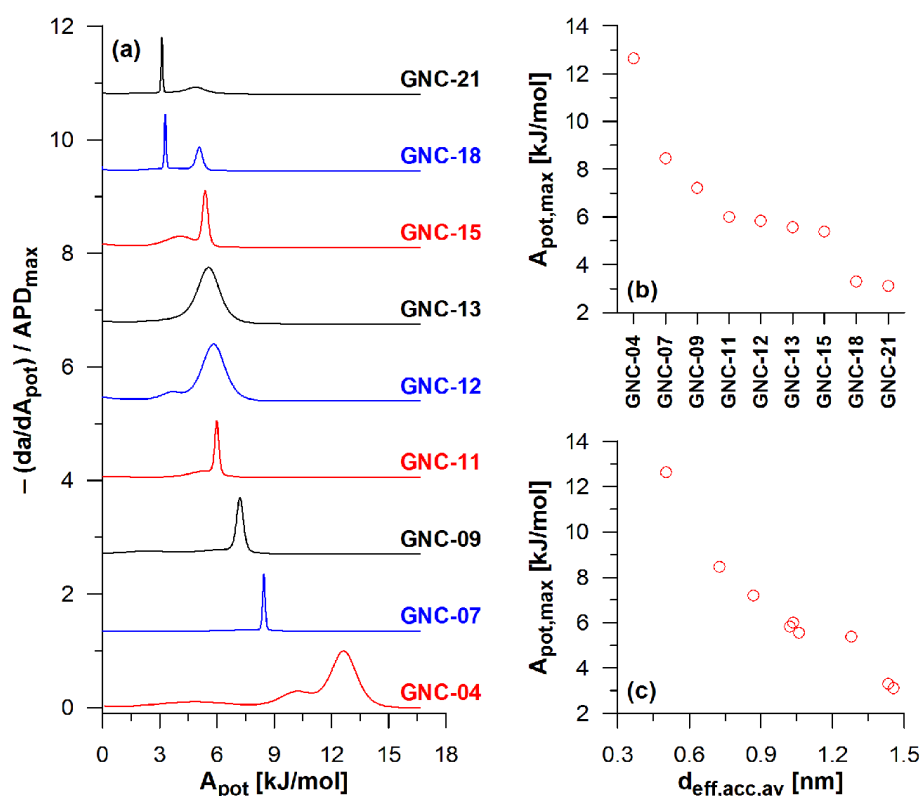 (a)
− (da/dApot) / APDmax
12
10
8
6
4
2
0
GNC-21
GNC-18
GNC-15
GNC-13
GNC-12
GNC-11
GNC-09
GNC-07
GNC-04
0 3 6 9 12 15 18
Apot [kJ/mol]
Apot,max [kJ/mol]
14
12
10
8
6
4
2
(b)
GNC-04
GNC-07
GNC-09
GNC-11
GNC-12
GNC-13
GNC-15
GNC-18
GNC-21
Apot,max [kJ/mol]
14
12
10
8
6
4
2
(c)
0.3 0.6 0.9 1.2 1.5
deff,acc,av [nm]